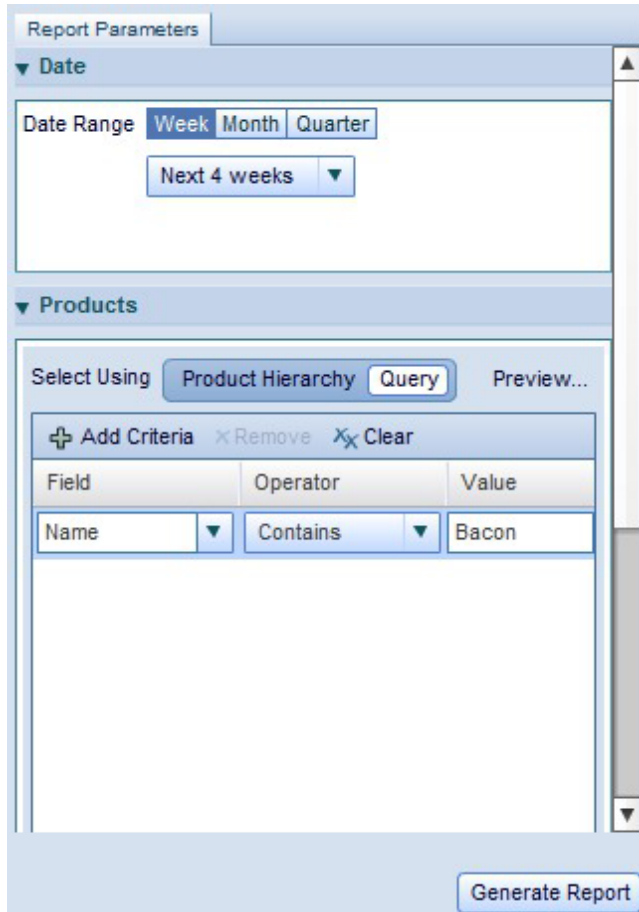 Report Parameters
Date
Date Range Week Month Quarter
Next 4 weeks
Products
Select Using Product Hierarchy Query Preview...
Add Criteria Remove Clear
Field Operator Value
Name Contains Bacon
Generate Report